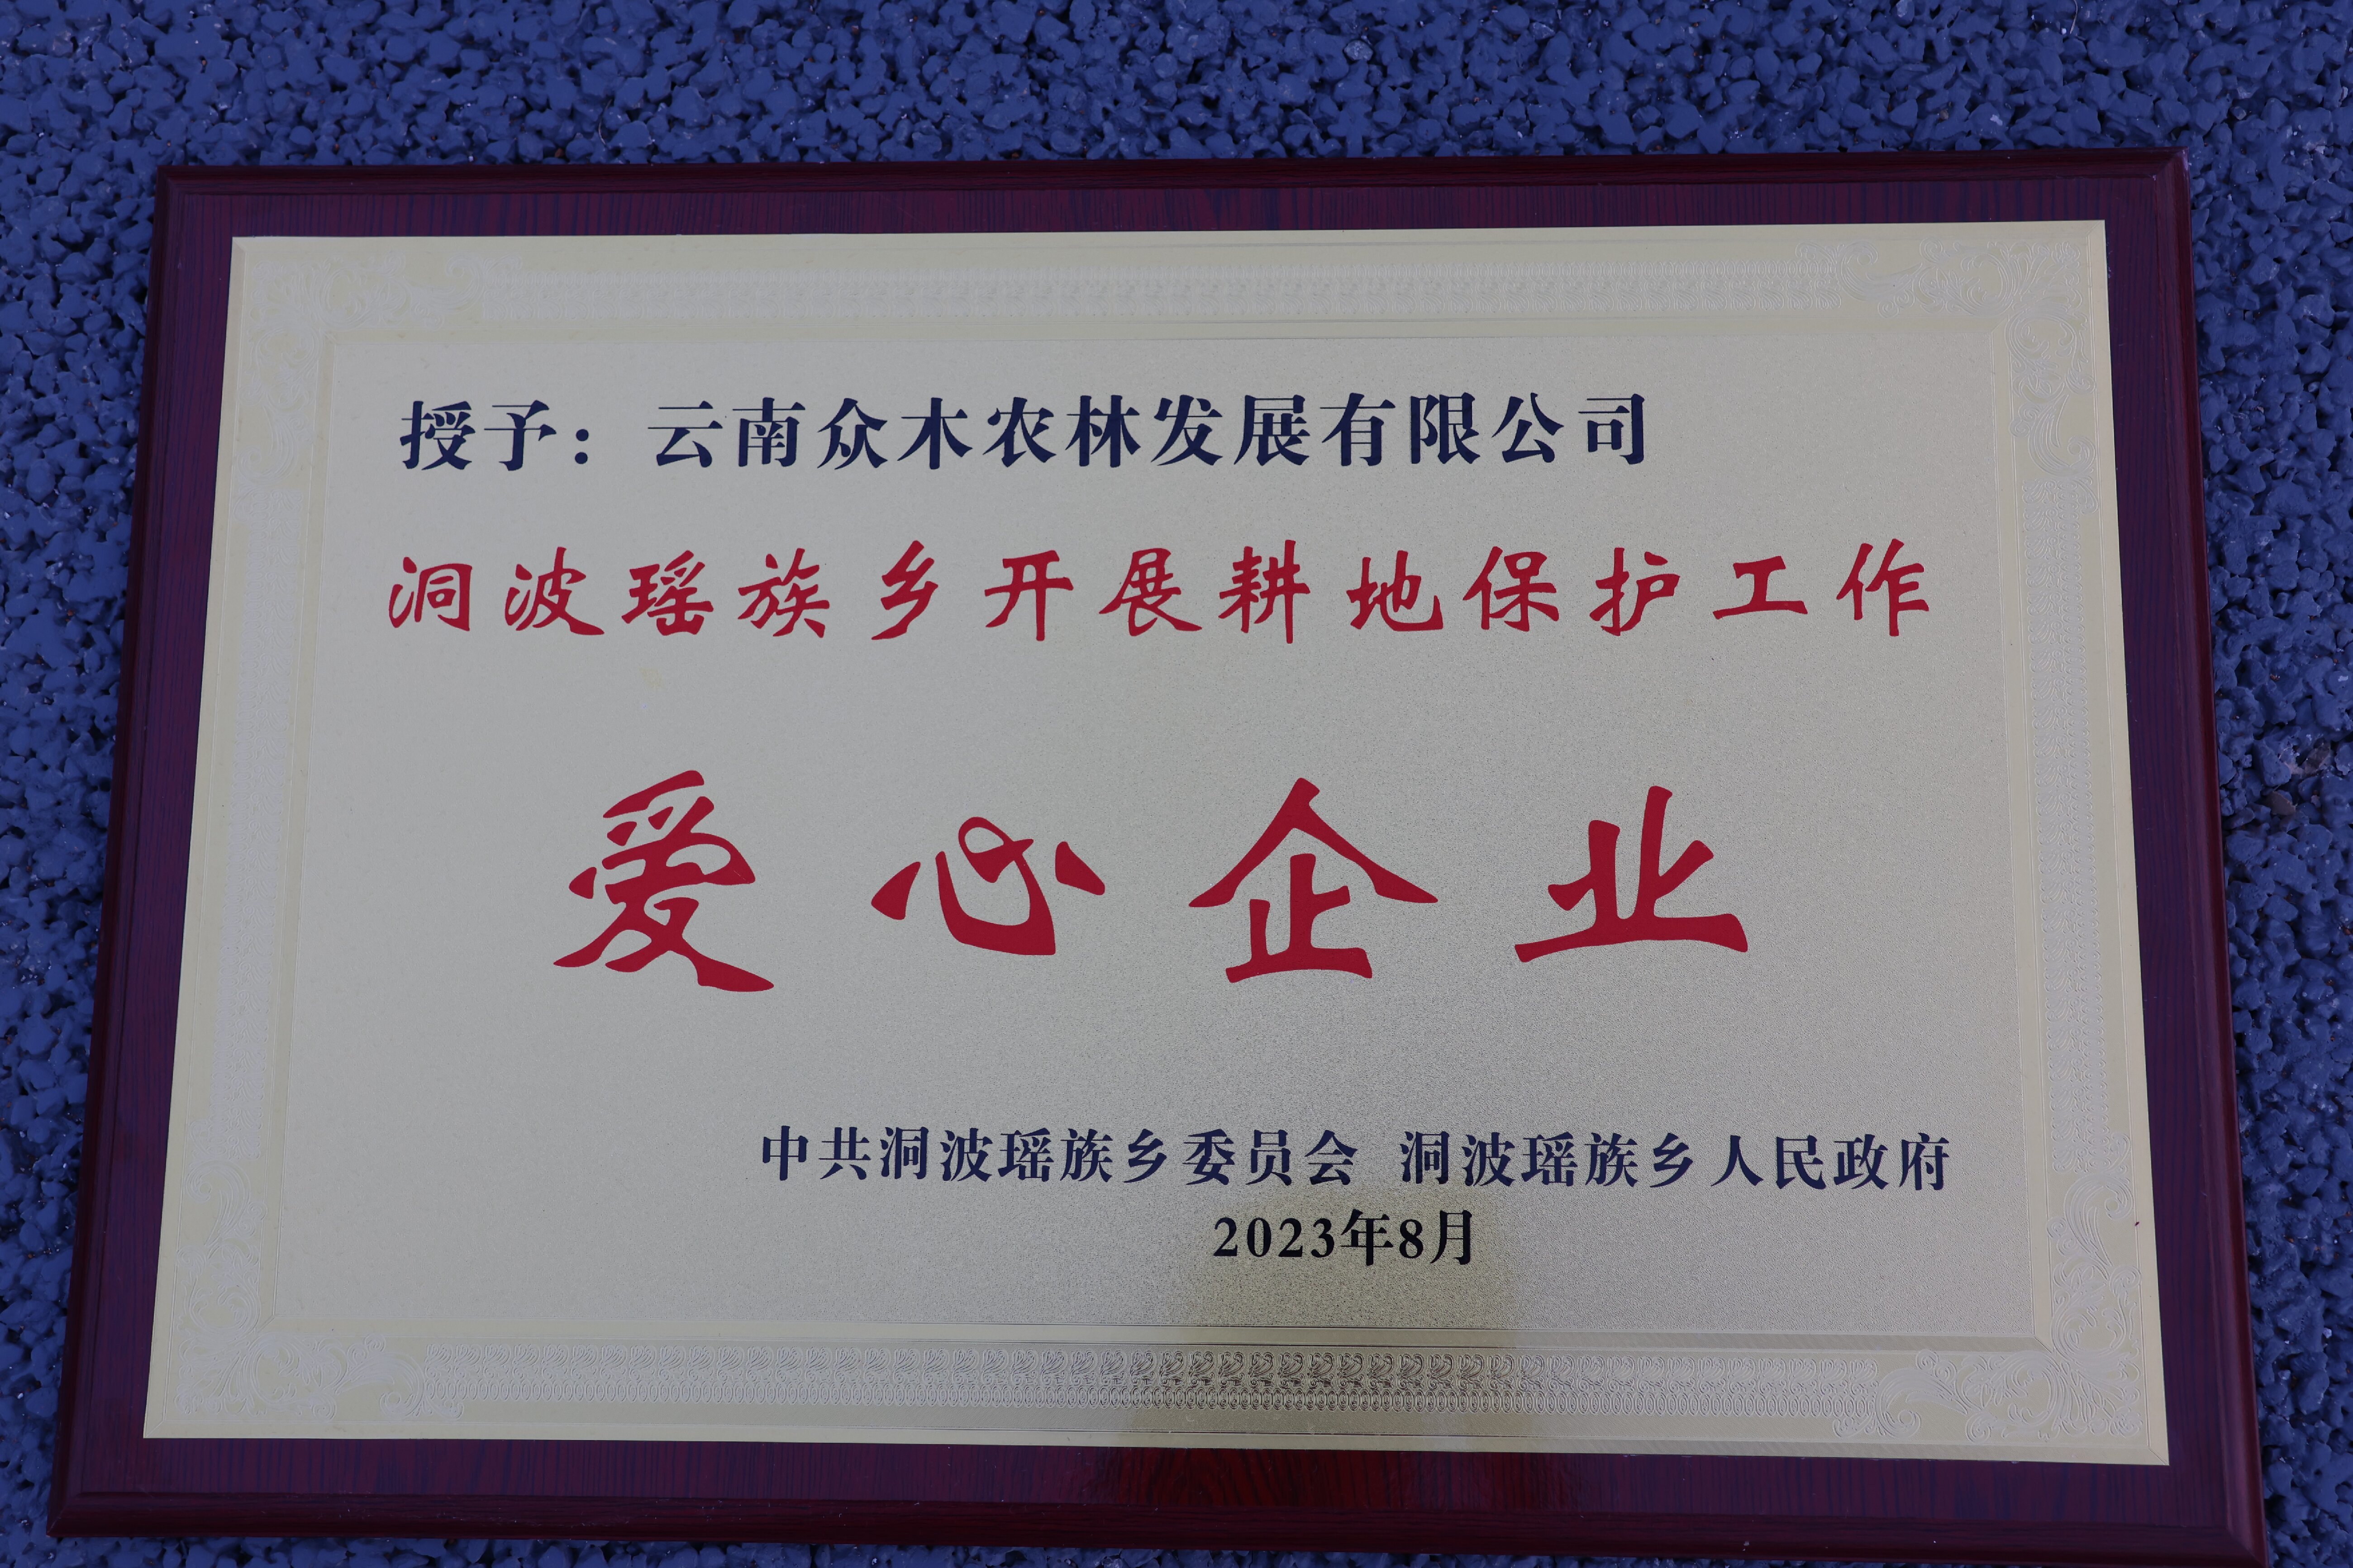 授予：云南众木农林发展有限公司
洞波瑶族乡开展耕地保护工作
爱心企业
中共洞波瑶族乡委员会 洞波瑶族乡人民政府
2023年8月